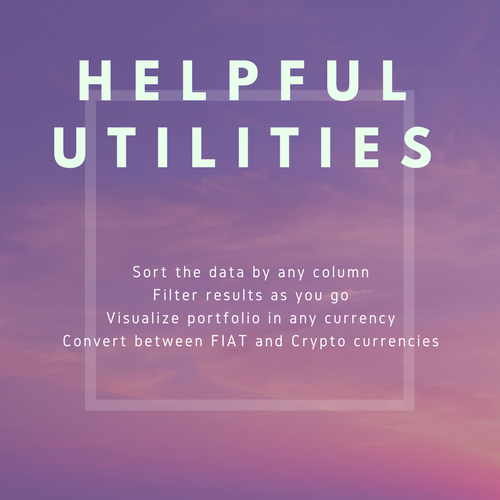 HELPFUL
UTILITIES
Sort the data by any column
Filter results as you go
Visualize portfolio in any currency
Convert between FIAT and Crypto currencies